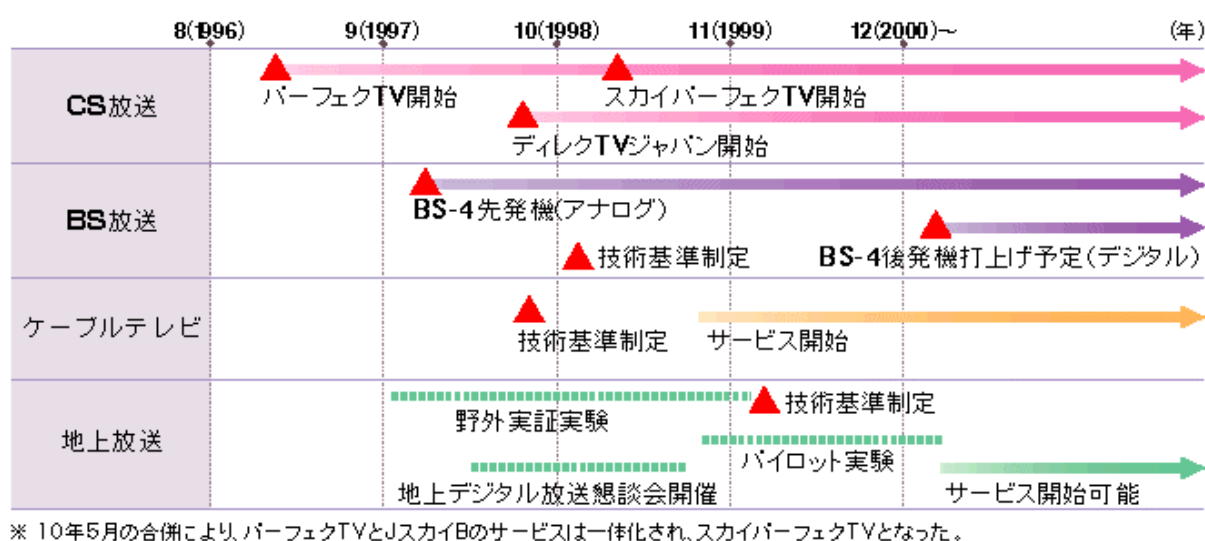 8(1996) 9(1997) 10(1998) 11(1999) 12(2000)～ (年)
CS放送
パーフェクTV開始 スカイパーフェクTV開始
ディレクTVジャパン開始
BS放送
BS-4先発機(アナログ)
技術基準制定 BS-4後発機打上げ予定(デジタル)
ケーブルテレビ
技術基準制定 サービス開始
地上放送
野外実証実験 技術基準制定
パイロット実験
地上デジタル放送懇談会開催 サービス開始可能
※ 10年5月の合併により、パーフェクTVとJスカイBのサービスは一体化され、スカイパーフェクTVとなった。